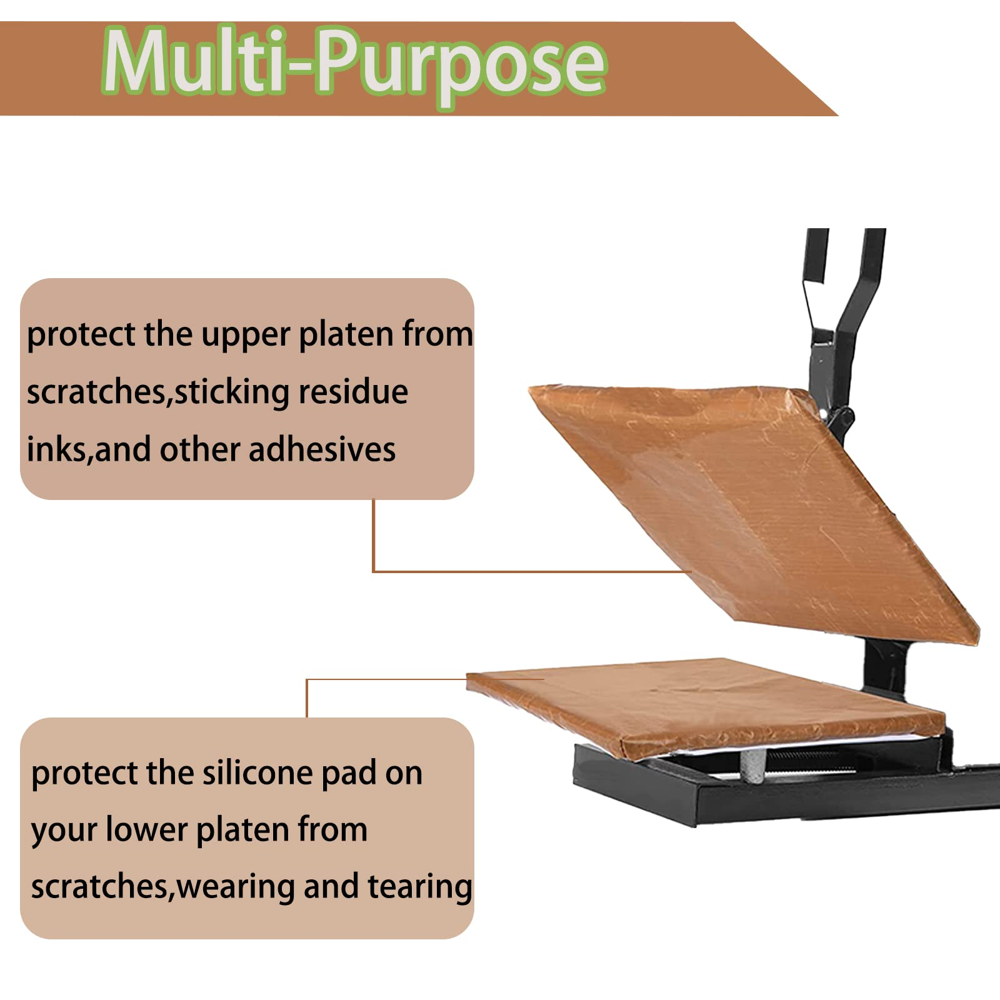 Multi-Purpose
protect the upper platen from
scratches,sticking residue
inks,and other adhesives
protect the silicone pad on
your lower platen from
scratches,wearing and tearing